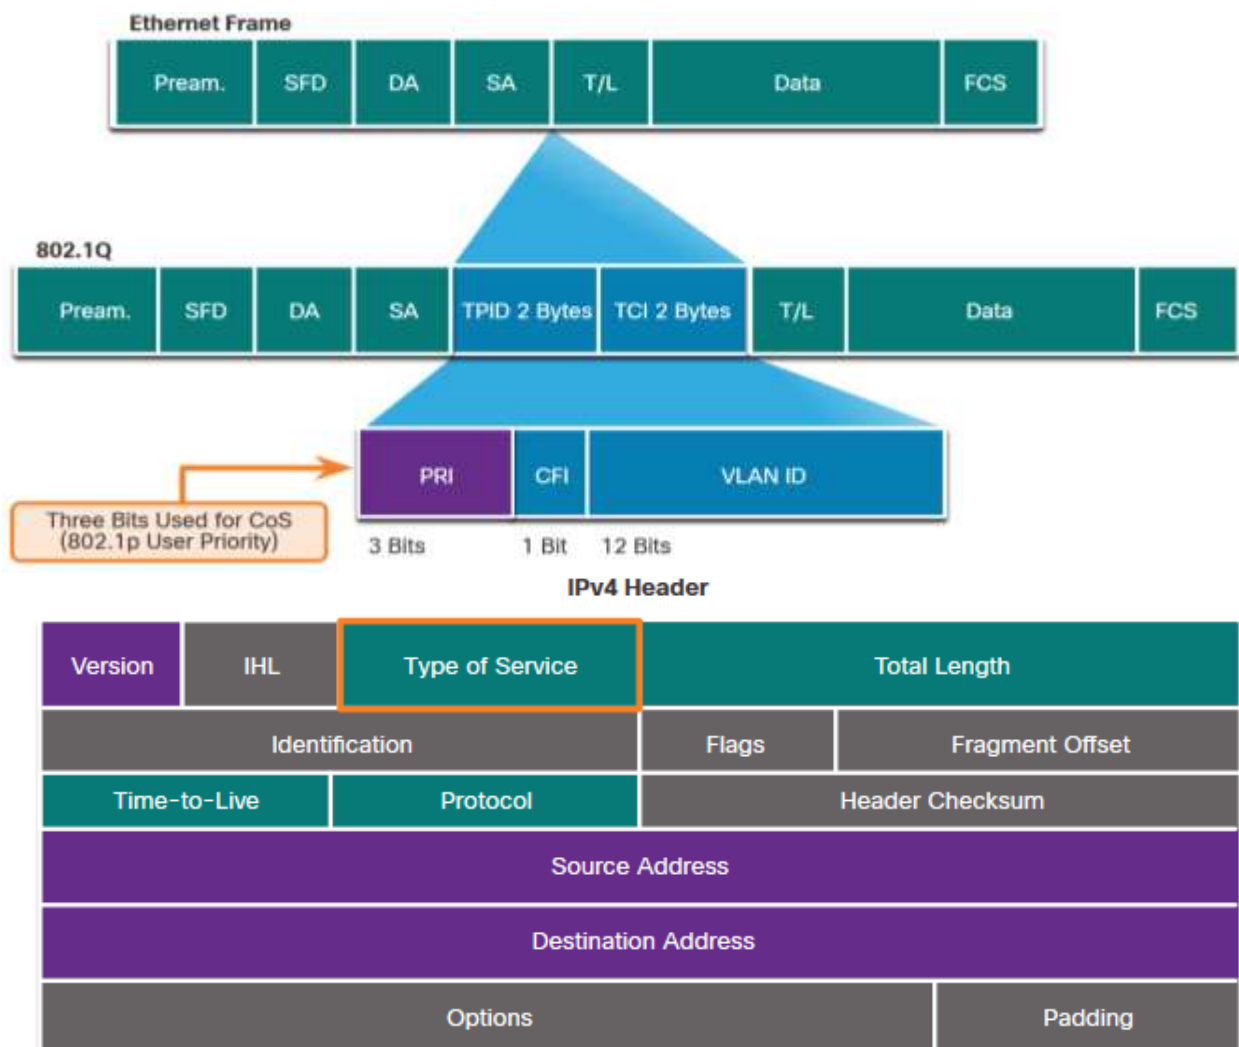 Ethernet Frame
Pream. SFD DA SA T/L Data FCS
802.1Q
Pream. SFD DA SA TPID 2 Bytes TCI 2 Bytes T/L Data FCS
PRI CFI VLAN ID
Three Bits Used for CoS
(802.1p User Priority)
3 Bits 1 Bit 12 Bits
IPv4 Header
Version IHL Type of Service Total Length
Identification Flags Fragment Offset
Time-to-Live Protocol Header Checksum
Source Address
Destination Address
Options Padding